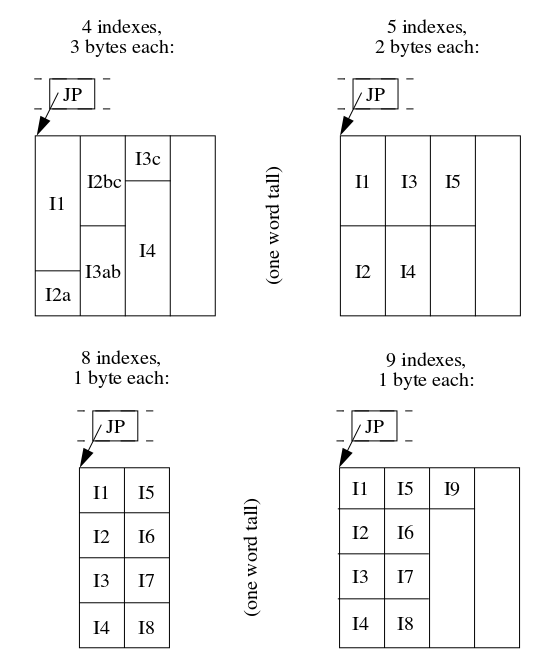 4 indexes,
3 bytes each:
JP
I1
I2a
I2bc
I3ab
I3c
I4
(one word tall)
5 indexes,
2 bytes each:
JP
I1
I2
I3
I4
I5
8 indexes,
1 byte each:
JP
I1
I2
I3
I4
I5
I6
I7
I8
(one word tall)
9 indexes,
1 byte each:
JP
I1
I2
I3
I4
I5
I6
I7
I8
I9